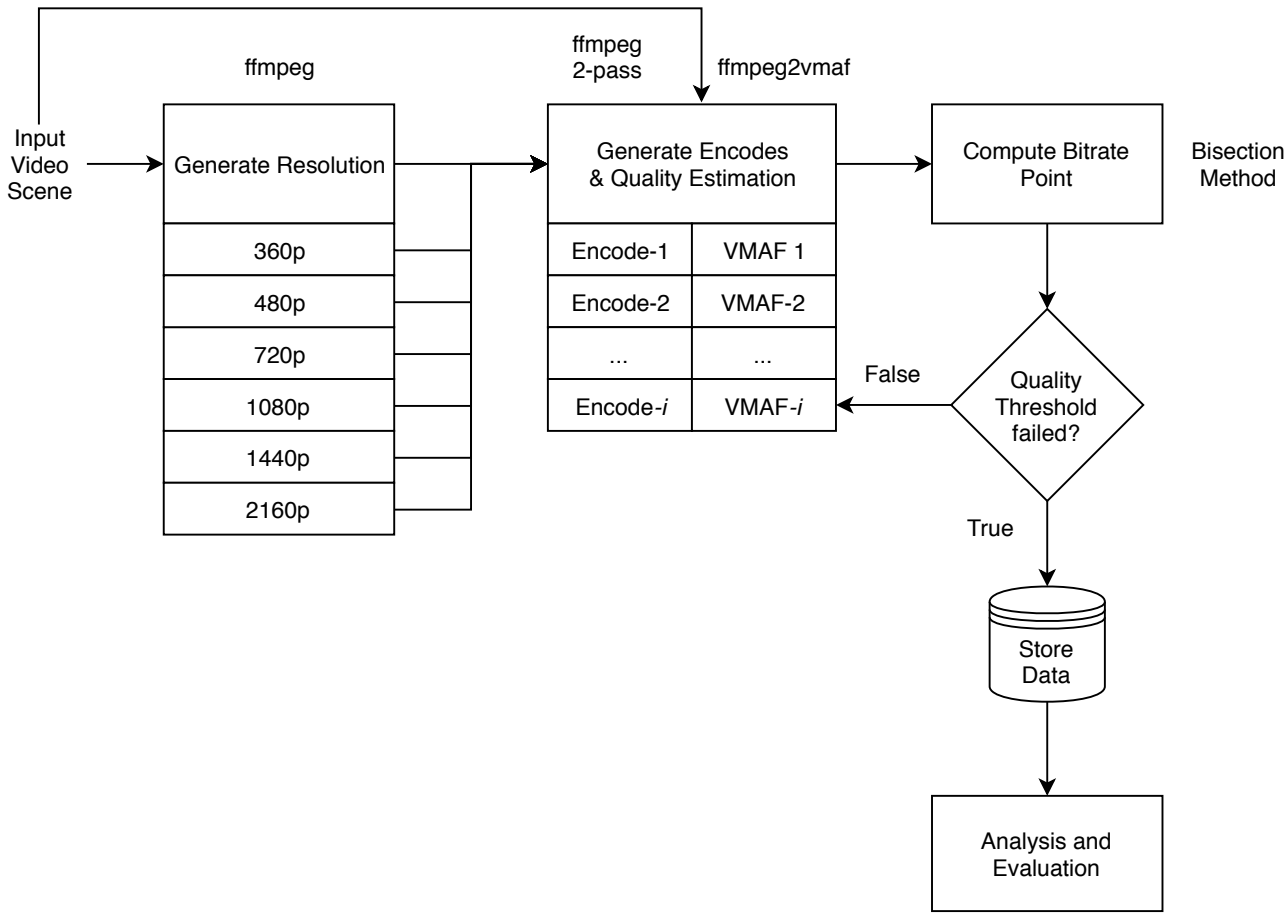 ffmpeg
ffmpeg
2-pass
ffmpeg2vmaf
Input
Video
Scene
Generate Resolution
360p
480p
720p
1080p
1440p
2160p
Generate Encodes
& Quality Estimation
Encode-1
VMAF 1
Encode-2
VMAF-2
...
...
Encode-i
VMAF-i
Compute Bitrate
Point
Bisection
Method
False
Quality
Threshold
failed?
True
Store
Data
Analysis and
Evaluation